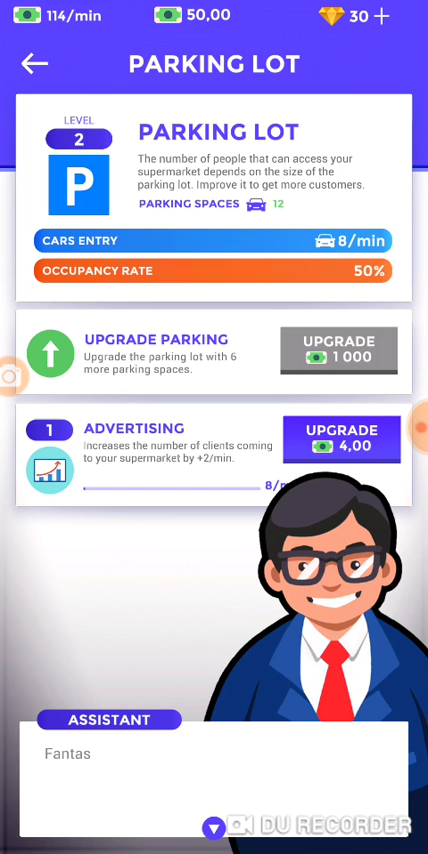 114/min 50,00 30 +
PARKING LOT
LEVEL
2
P
PARKING LOT
The number of people that can access your
supermarket depends on the size of the
parking lot. Improve it to get more customers.
PARKING SPACES 12
CARS ENTRY 8/min
OCCUPANCY RATE 50%
UPGRADE PARKING
Upgrade the parking lot with 6
more parking spaces.
UPGRADE
1 000
1
ADVERTISING
Increases the number of clients coming
to your supermarket by +2/min.
UPGRADE
4,00
8/m
ASSISTANT
Fantas
DU RECORDER